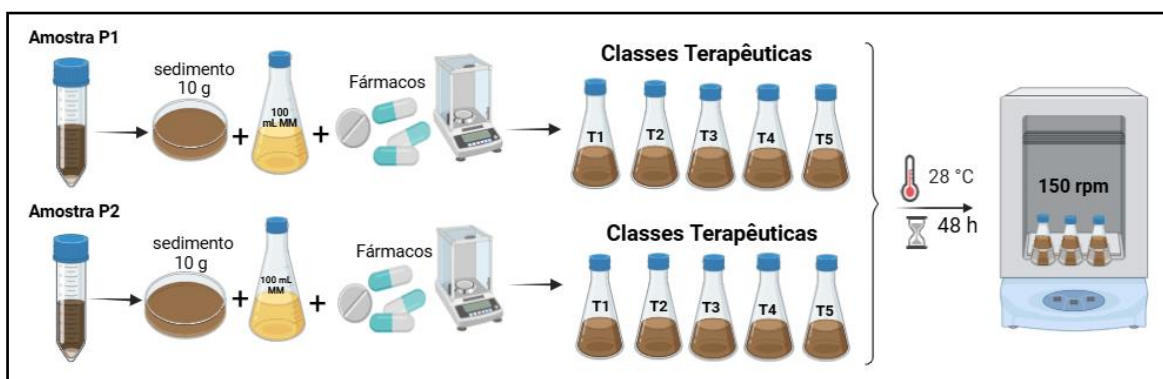 Amostra P1
sedimento
10 g
+
100
mL MM
+
Fármacos
Classes Terapêuticas
T1 T2 T3 T4 T5
28 °C
48 h
150 rpm
Amostra P2
sedimento
10 g
+
100 mL
MM
+
Fármacos
Classes Terapêuticas
T1 T2 T3 T4 T5